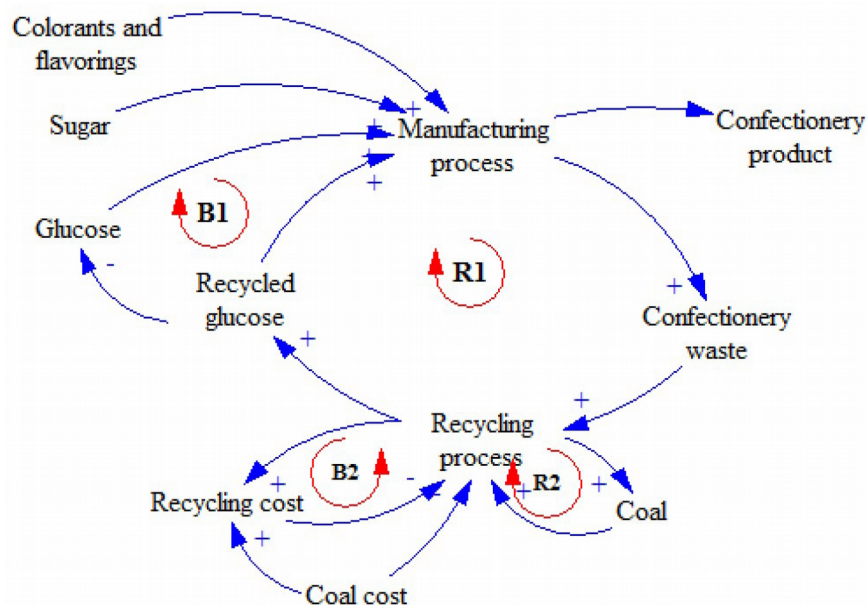 Colorants and
flavorings
+
Sugar
+
Manufacturing
process
Confectionery
product
+
+
B1
Glucose
-
R1
Recycled
glucose
+
Confectionery
waste
+
+
Recycling
process
B2
-
-
+
R2
+
+
Recycling cost
Coal
+
Coal cost